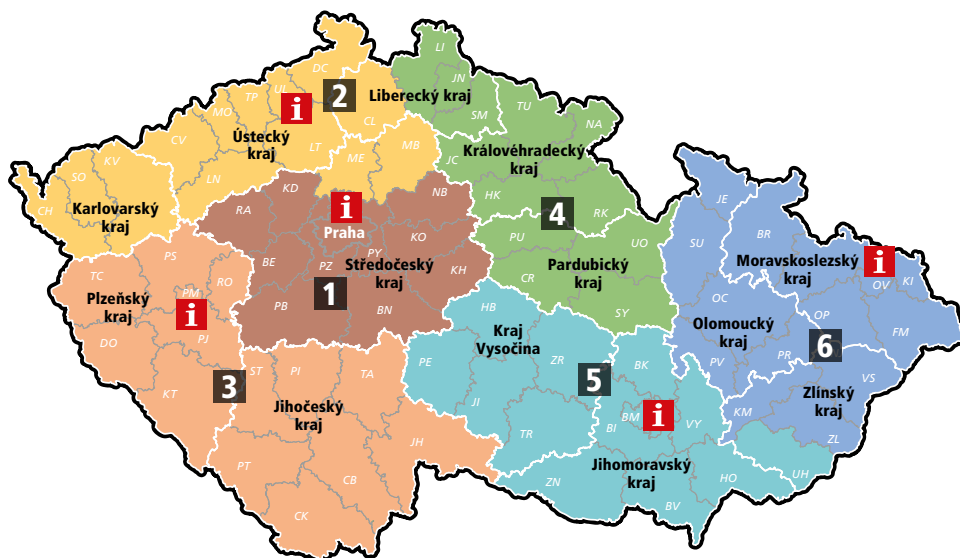 LI
DC
JN
UL
TP
i
2
Liberecký kraj
MO
CL
SM
TU
NA
CV
Ústecký
kraj
LT
ME
MB
JC
Královéhradecký
kraj
KV
SO
LN
KD
NB
HK
CH
Karlovarský
kraj
RA
i
Praha
4
RK
JE
PS
TC
RO
BE
PZ
PY
KO
PU
UO
SU
BR
Středočeský
kraj
KH
CR
Pardubický
kraj
Moravskoslezský
kraj
i
OV
KI
Plzeňský
kraj
PM
i
PB
1
BN
HB
SY
OC
Olomoucký
kraj
OP
FM
DO
PJ
Kraj
Vysočina
PE
ZR
BK
PV
PR
6
KT
3
ST
PI
TA
5
VS
Jihočeský
kraj
JI
BI
BM
i
VY
KM
Zlínský
kraj
TR
ZL
PT
JH
Jihomoravský
kraj
UH
CB
ZN
HO
BV
CK